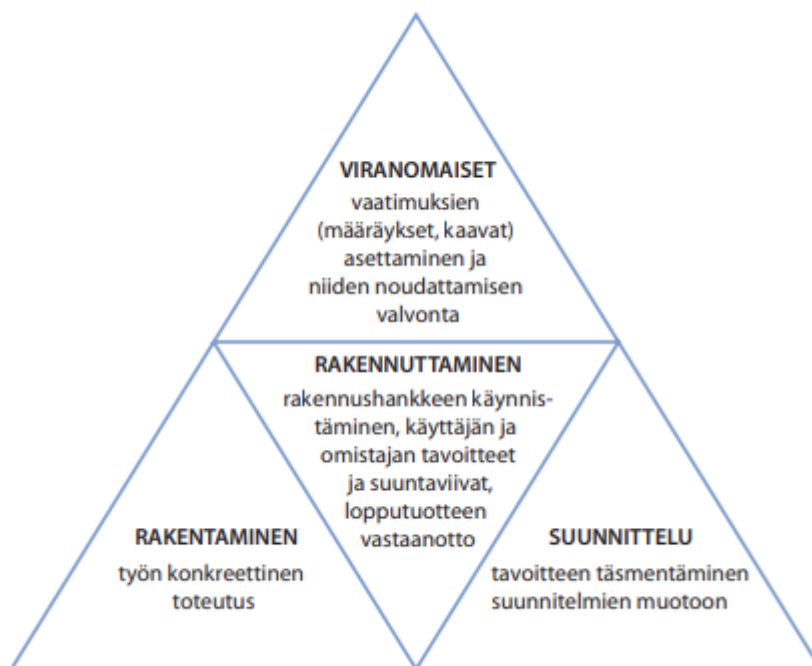 VIRANOMAISET
vaatimuksien
(määräykset, kaavat)
asettaminen ja
niiden noudattamisen
valvonta
RAKENNUTTAMINEN
rakennushankkeen käynnis-
täminen, käyttäjän ja
omistajan tavoitteet
ja suuntaviivat,
lopputuotteen
vastaanotto
RAKENTAMINEN
työn konkreettinen
toteutus
SUUNNITTELU
tavoitteen täsmentäminen
suunnitelmien muotoon